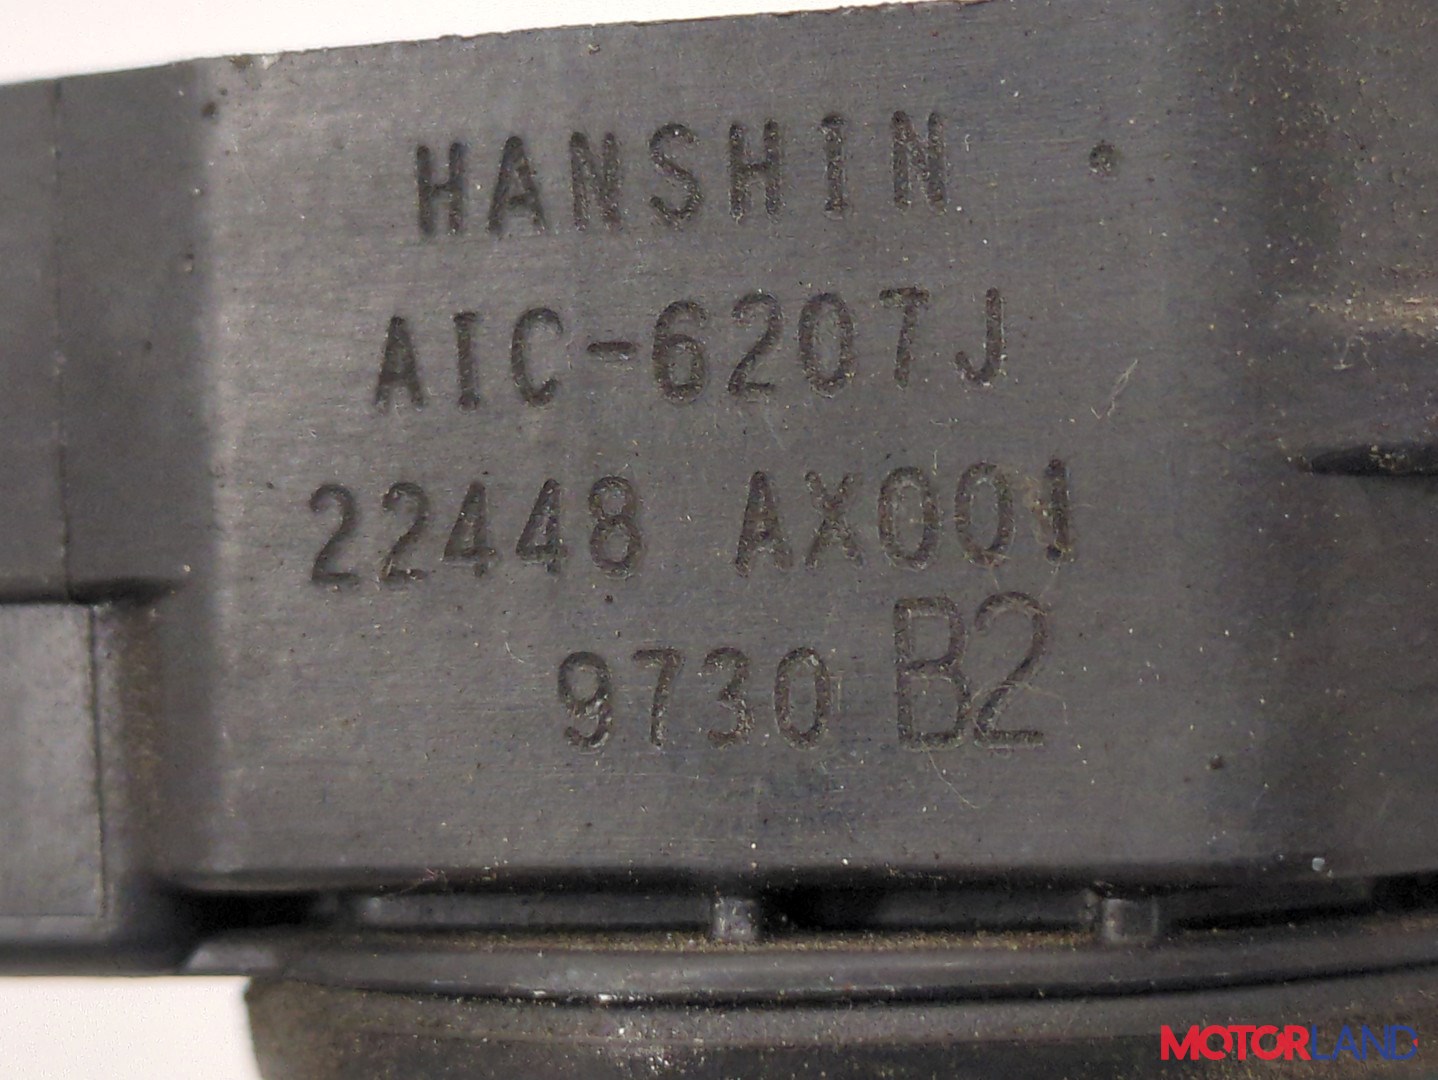 HANSHIN
AIC-6207J
22448 AX001
9730 B2
MOTORLAND